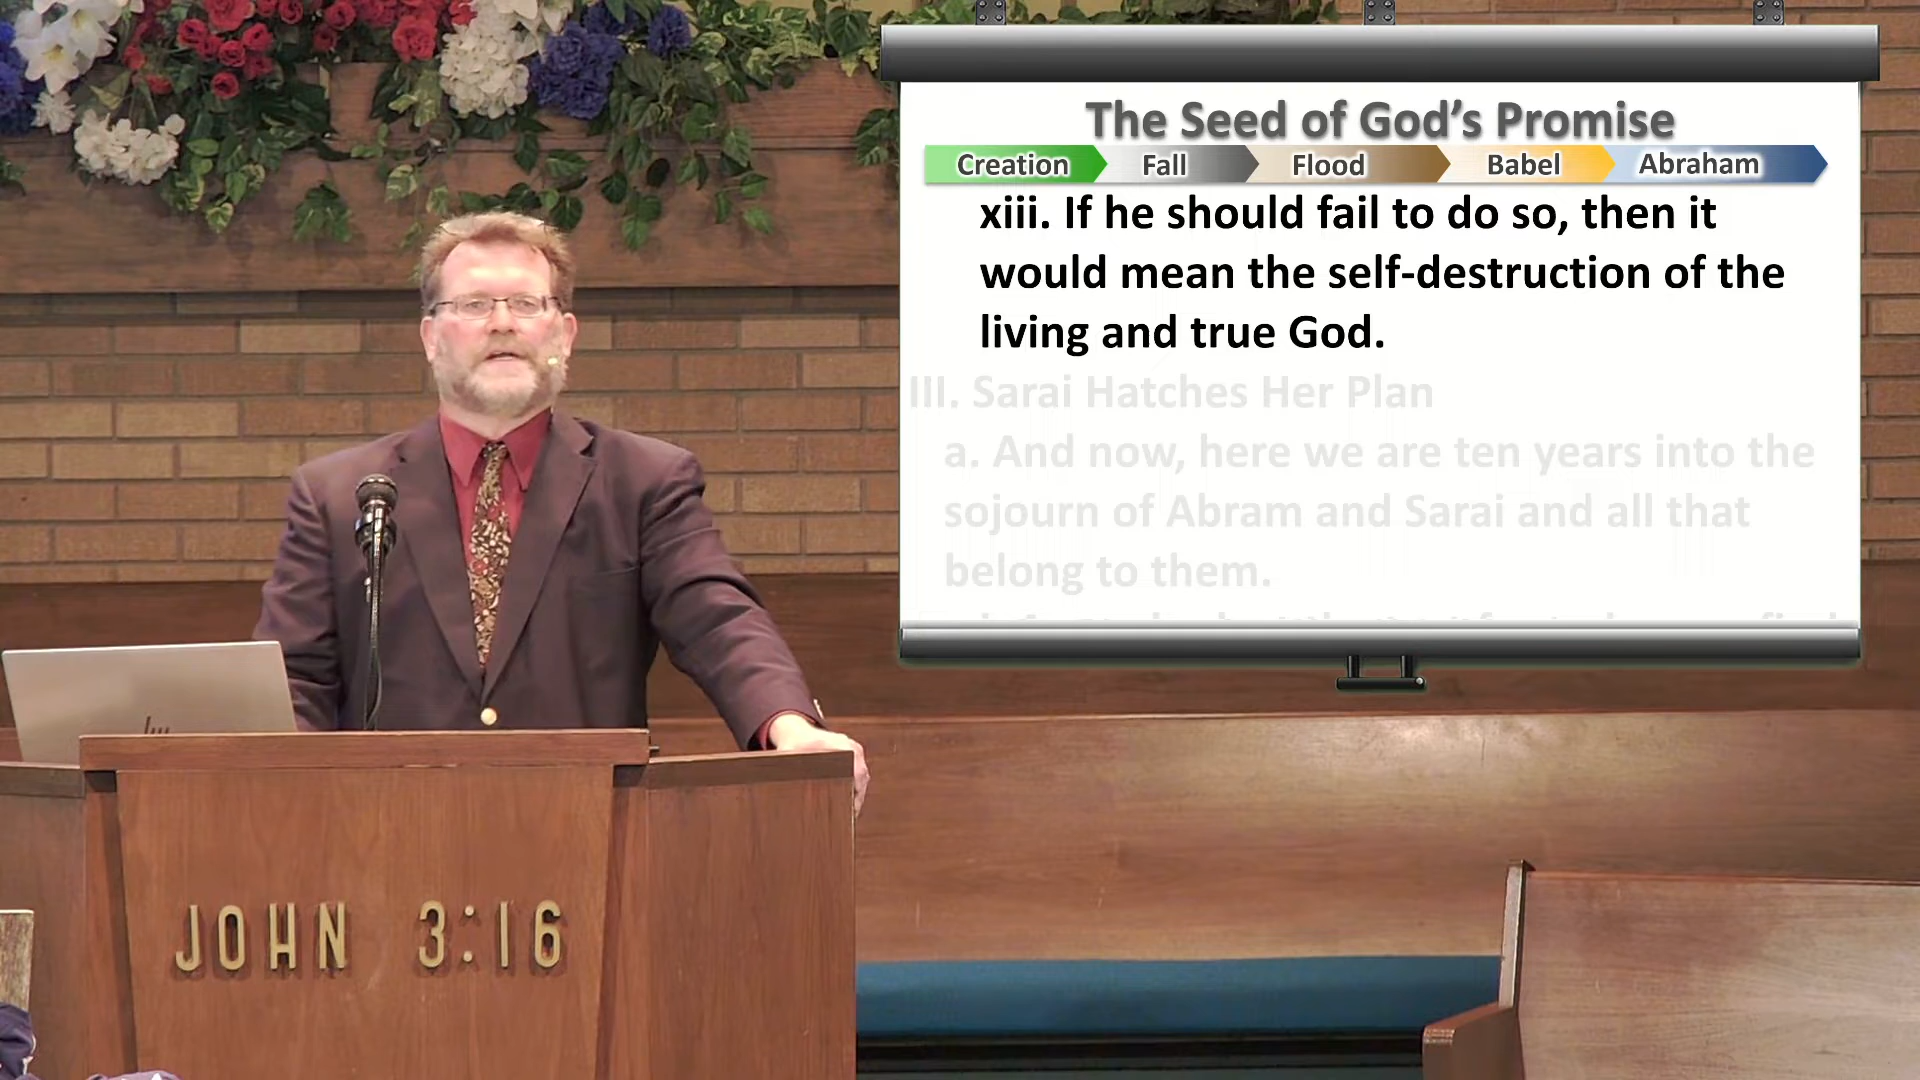 The Seed of God's Promise
Creation Fall Flood Babel Abraham
xiii. If he should fail to do so, then it
would mean the self-destruction of the
living and true God.
III. Sarai Hatches Her Plan
a. And now, here we are ten years into the
sojourn of Abram and Sarai and all that
belong to them.
hp
JOHN 3:16